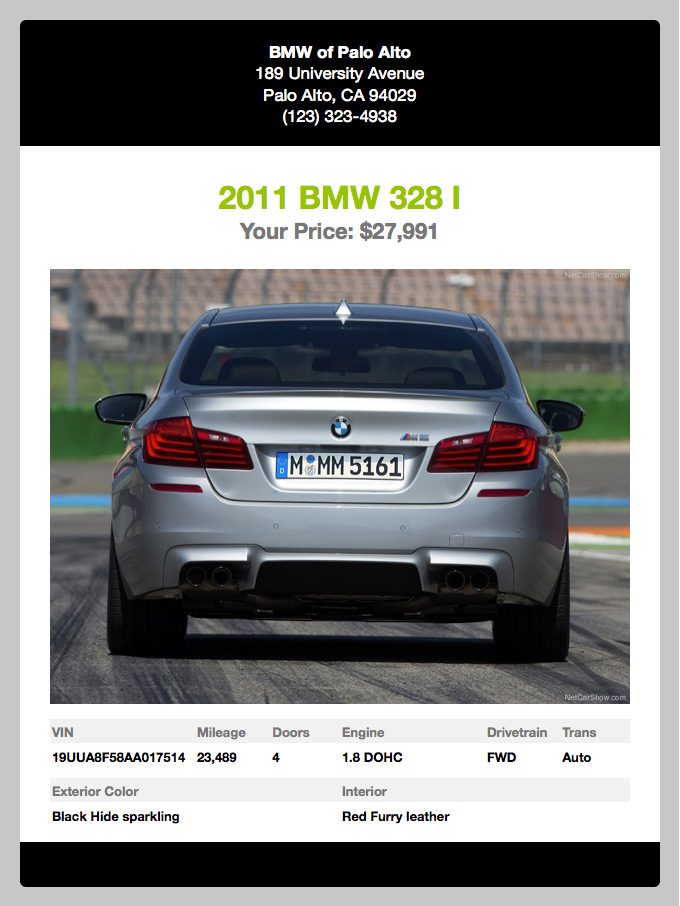 BMW of Palo Alto
189 University Avenue
Palo Alto, CA 94029
(123) 323-4938
2011 BMW 328 I
Your Price: $27,991
NetCarShow.com
M MM 5161
D
NetCarShow.com
VIN Mileage Doors Engine Drivetrain Trans
19UUA8F58AA017514 23,489 4 1.8 DOHC FWD Auto
Exterior Color Interior
Black Hide sparkling Red Furry leather